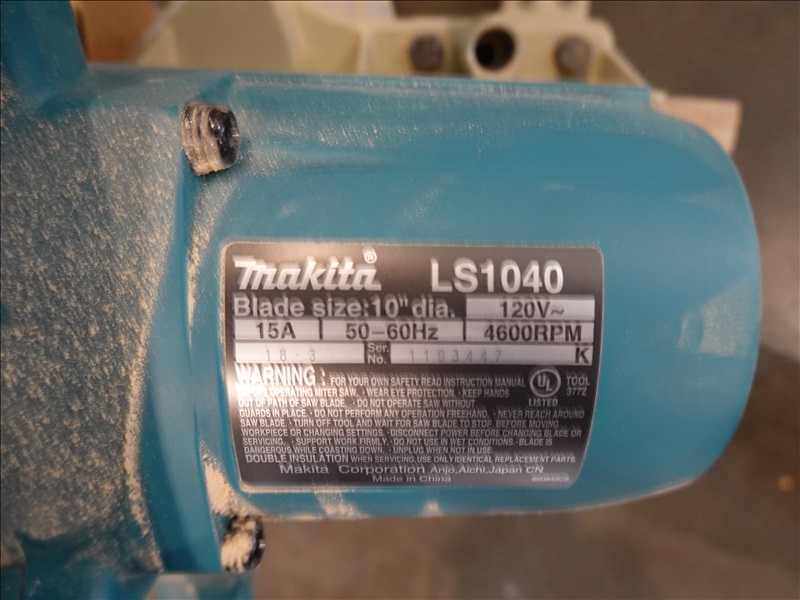 makita® LS1040
Blade size:10"dia. 120V~
15A 50-60Hz 4600RPM
18-3 Ser. No. 1193447 K
WARNING: FOR YOUR OWN SAFETY READ INSTRUCTION MANUAL
BEFORE OPERATING MITER SAW. · WEAR EYE PROTECTION. · KEEP HANDS
OUT OF PATH OF SAW BLADE. · DO NOT OPERATE SAW WITHOUT
UL LISTED
TOOL
377Z
GUARDS IN PLACE. · DO NOT PERFORM ANY OPERATION FREEHAND. · NEVER REACH AROUND
SAW BLADE. · TURN OFF TOOL AND WAIT FOR SAW BLADE TO STOP BEFORE MOVING
WORKPIECE OR CHANGING SETTINGS. · DISCONNECT POWER BEFORE CHANGING BLADE OR
SERVICING. · SUPPORT WORK FIRMLY. · DO NOT USE IN WET CONDITIONS. · BLADE IS
DANGEROUS WHILE COASTING DOWN. · UNPLUG WHEN NOT IN USE.
DOUBLE INSULATION WHEN SERVICING USE ONLY IDENTICAL REPLACEMENT PARTS.
Makita Corporation Anjo, Aichi, Japan CN
Made in China